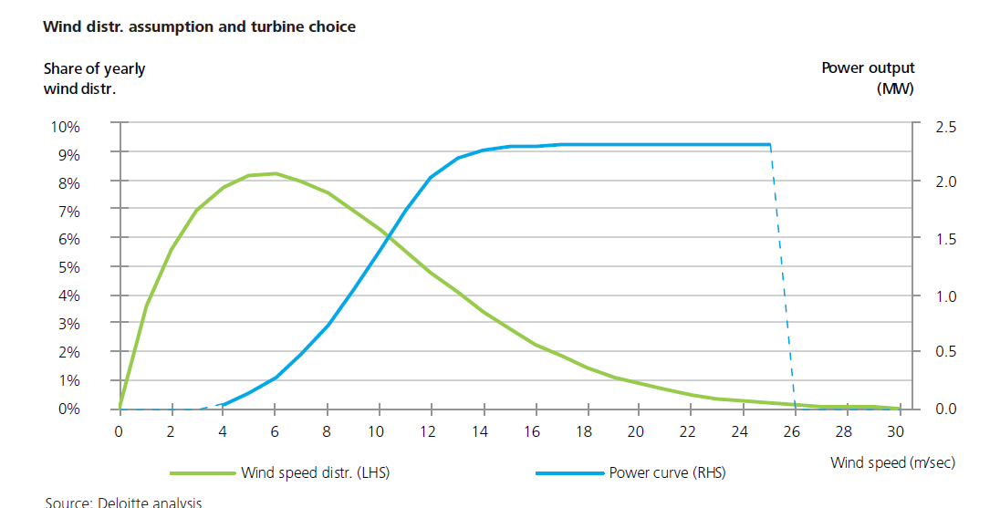 Wind distr. assumption and turbine choice
Share of yearly
wind distr.
Power output
(MW)
10%
9%
8%
7%
6%
5%
4%
3%
2%
1%
0%
2.5
2.0
1.5
1.0
0.5
0.0
0 2 4 6 8 10 12 14 16 18 20 22 24 26 28 30
Wind speed (m/sec)
Wind speed distr. (LHS)
Power curve (RHS)
Source: Deloitte analysis